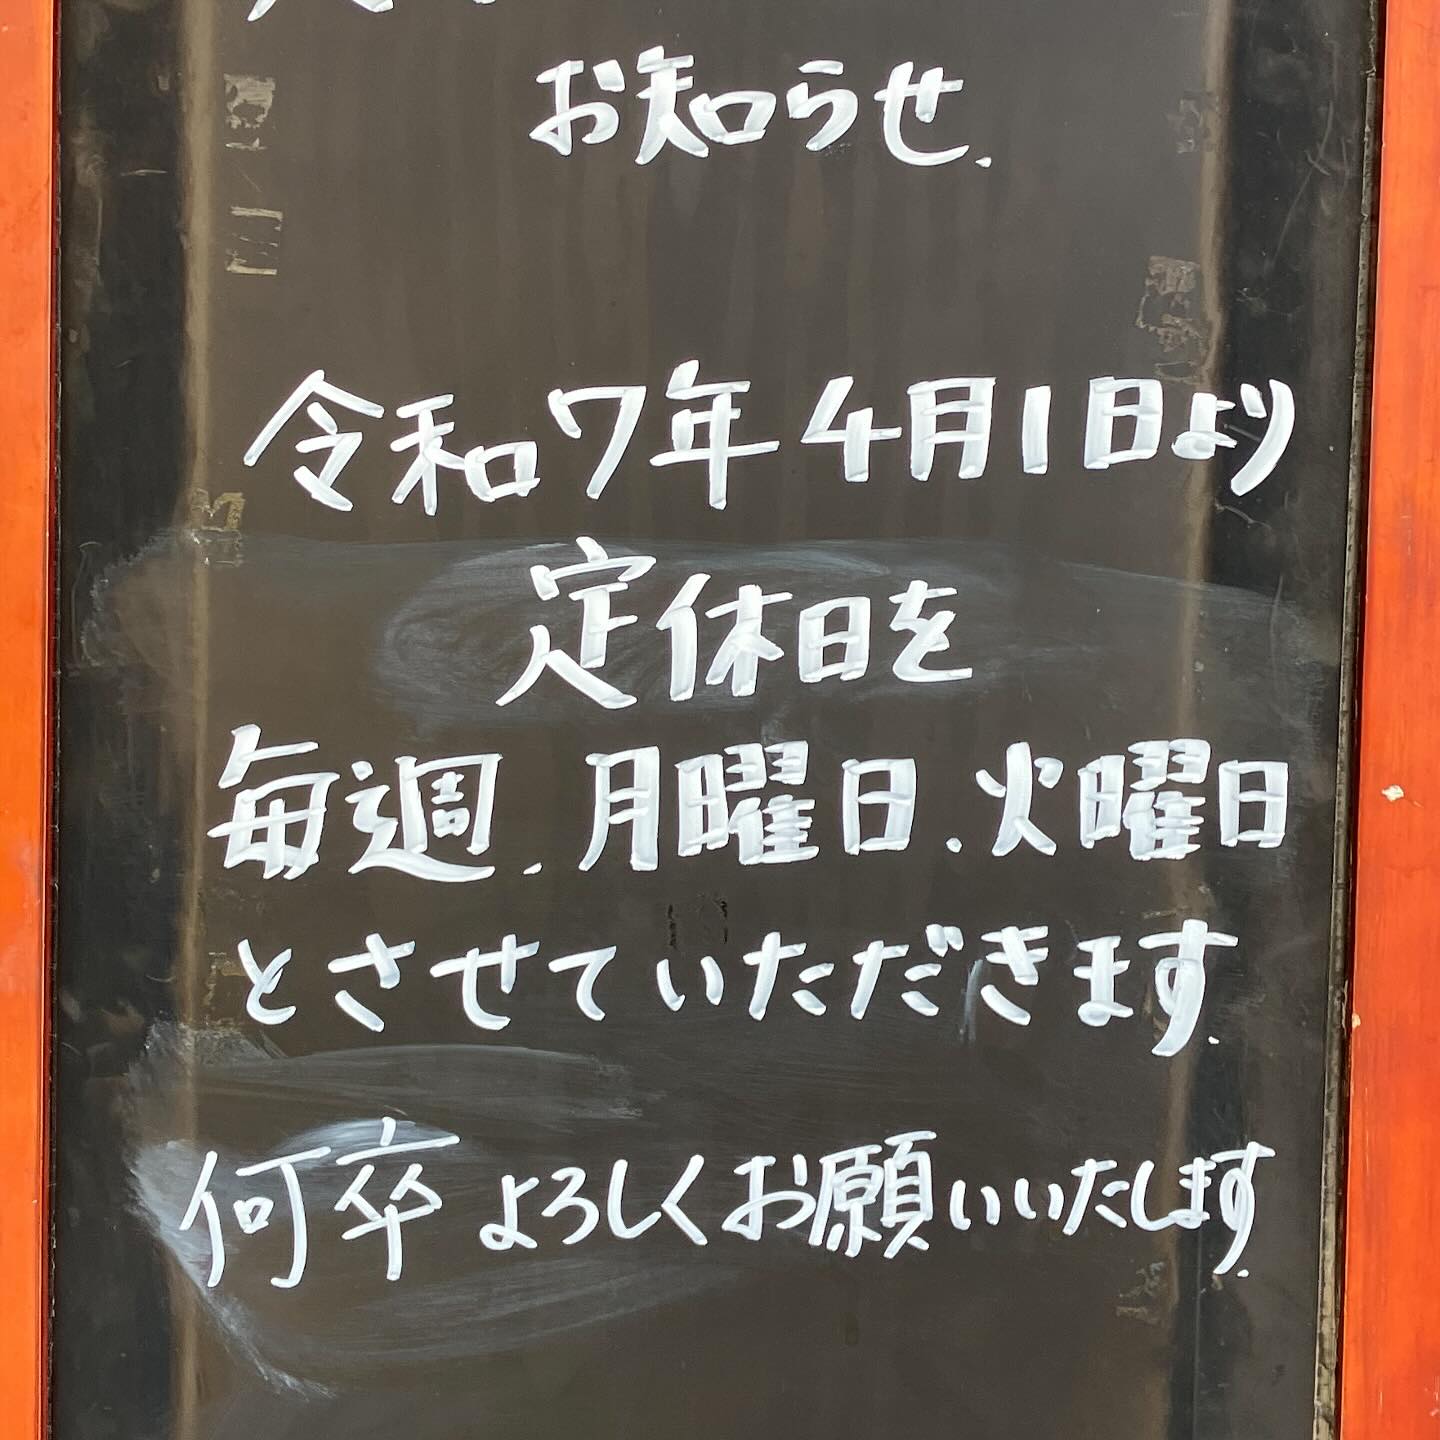 お知らせ.
令和7年4月1日より
定休日を
毎週.月曜日.火曜日
とさせていただきます.
何卒よろしくお願いいたします.